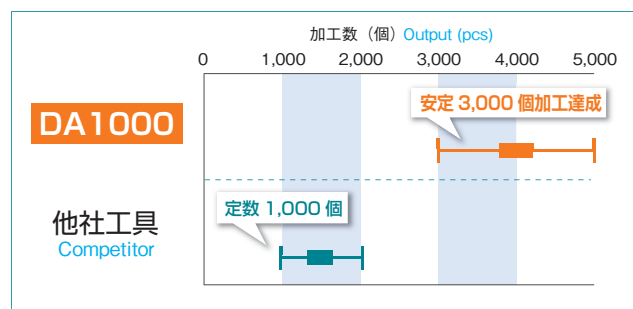 加工数（個）Output (pcs)
0 1,000 2,000 3,000 4,000 5,000
安定 3,000 個加工達成
DA1000
定数 1,000 個
他社工具
Competitor